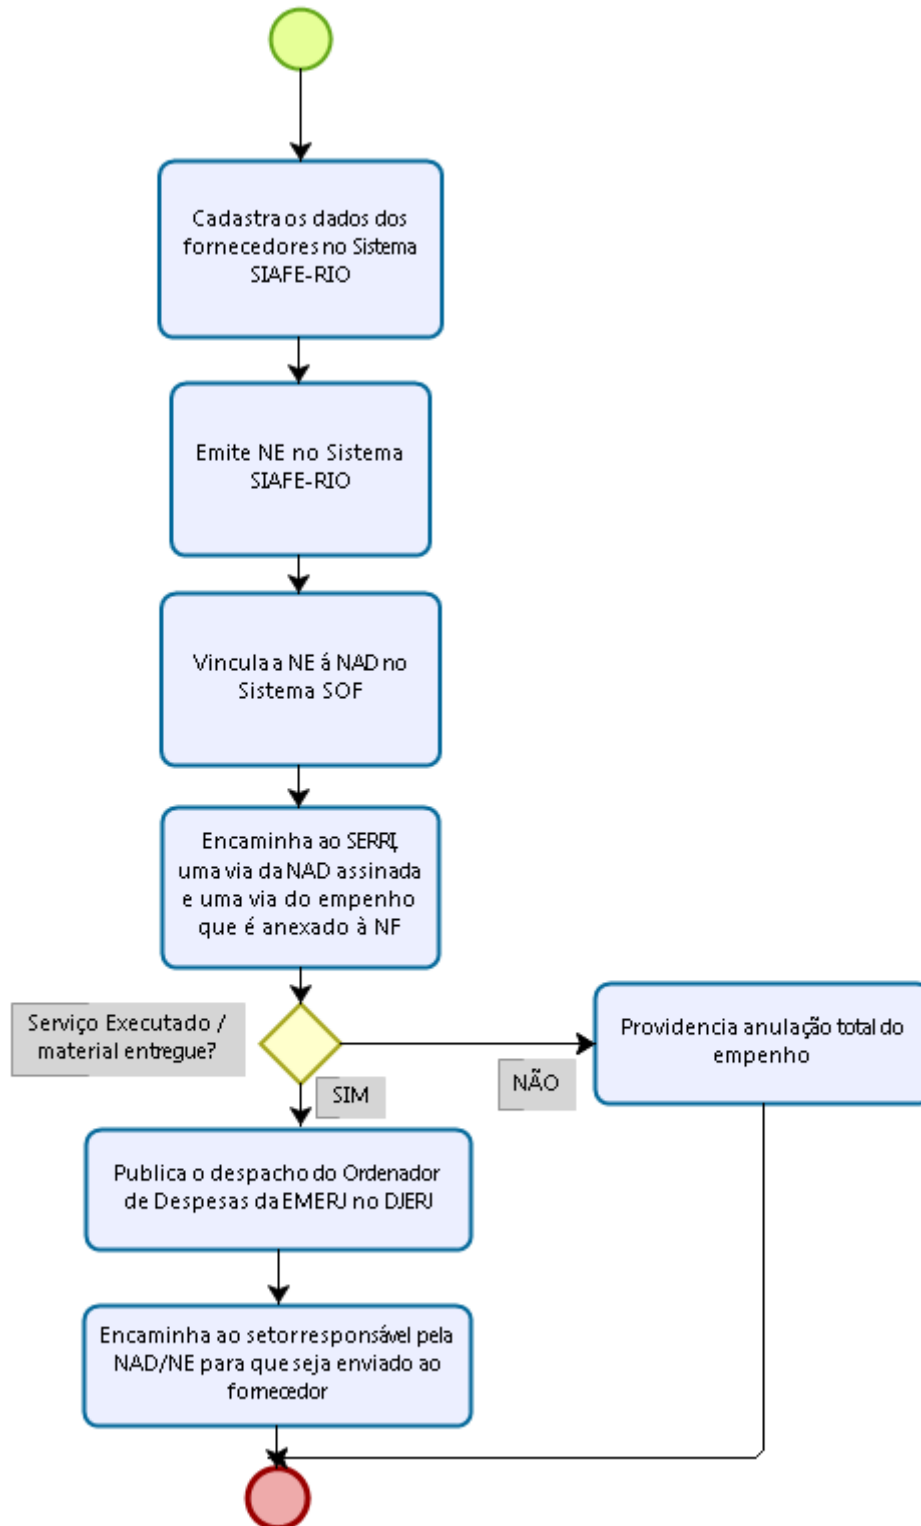 Cadastra os dados dos
fornecedores no Sistema
SIAFE-RIO
Emite NE no Sistema
SIAFE-RIO
Vincula a NE á NAD no
Sistema SOF
Encaminha ao SERRI,
uma via da NAD assinada
e uma via do empenho
que é anexado à NF
Serviço Executado /
material entregue?
NÃO
Providencia anulação total do
empenho
SIM
Publica o despacho do Ordenador
de Despesas da EMERJ no DJERJ
Encaminha ao setor responsável pela
NAD/NE para que seja enviado ao
fornecedor